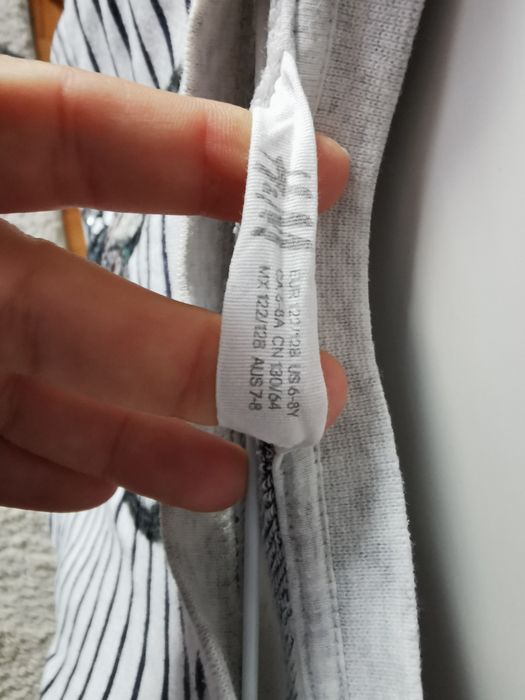 EUR 122/128 US 6-8Y
CA 6-8A CN 130/64
MX 122/128 AUS 7-8